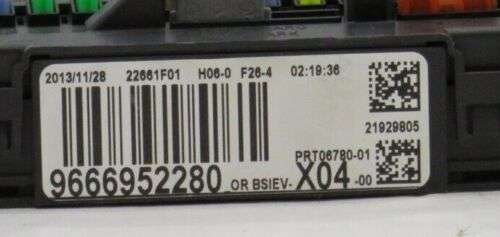 2013/11/28 22661F01 H06-0 F26-4 02:19:36
21929805
PRT06780-01
9666952280 OR BSIEV- X04 -00